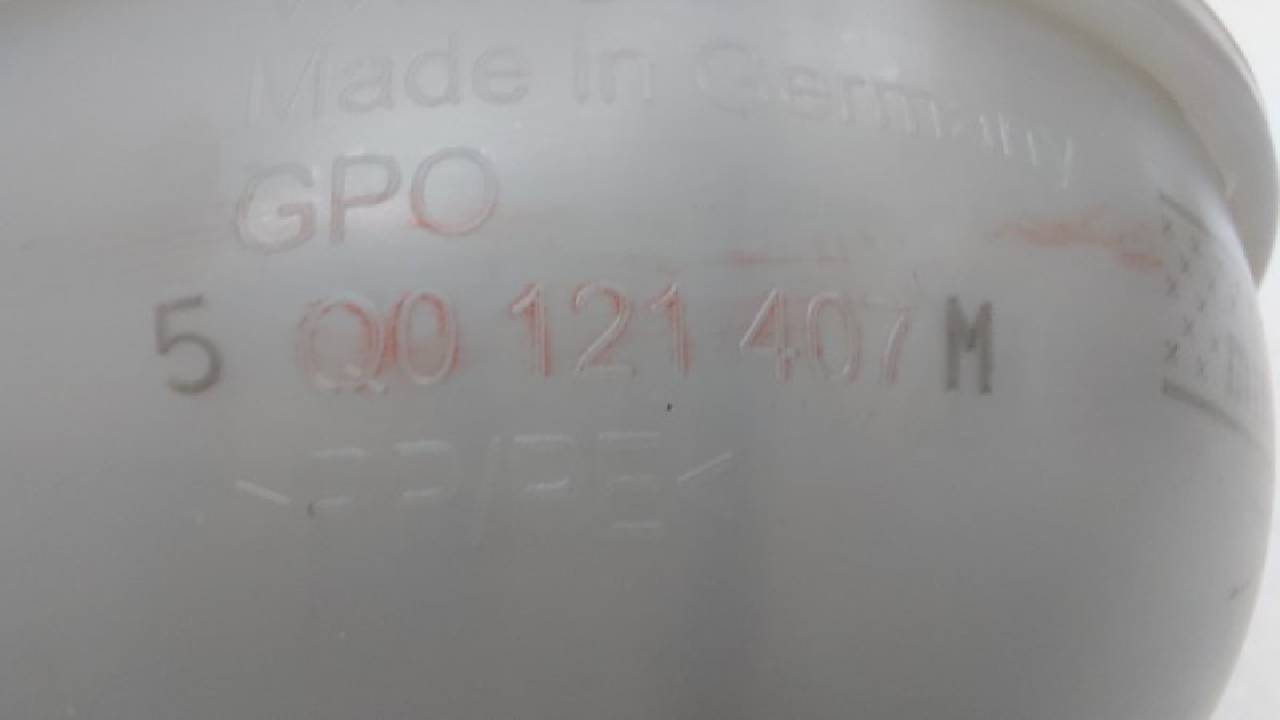 Made in Germany
GPO
5 Q0 121 407 M
>PP/PE<